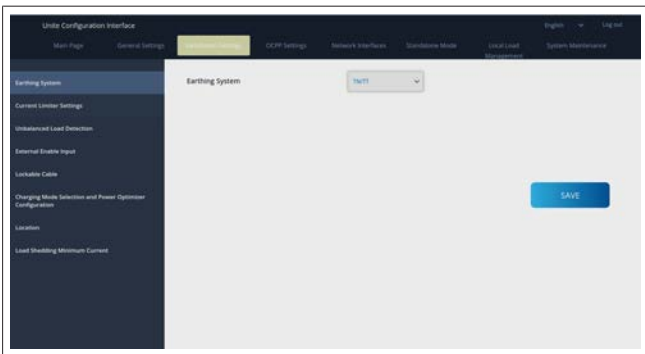 Unite Configuration Interface
English
Log out
Main Page
General Settings
Installation Settings
OCPP Settings
Network Interfaces
Standalone Mode
Local Load
Management
System Maintenance
Earthing System
Earthing System
TN/TT
Current Limiter Settings
Unbalanced Load Detection
External Enable Input
Lockable Cable
Charging Mode Selection and Power Optimizer
Configuration
SAVE
Location
Load Shedding Minimum Current